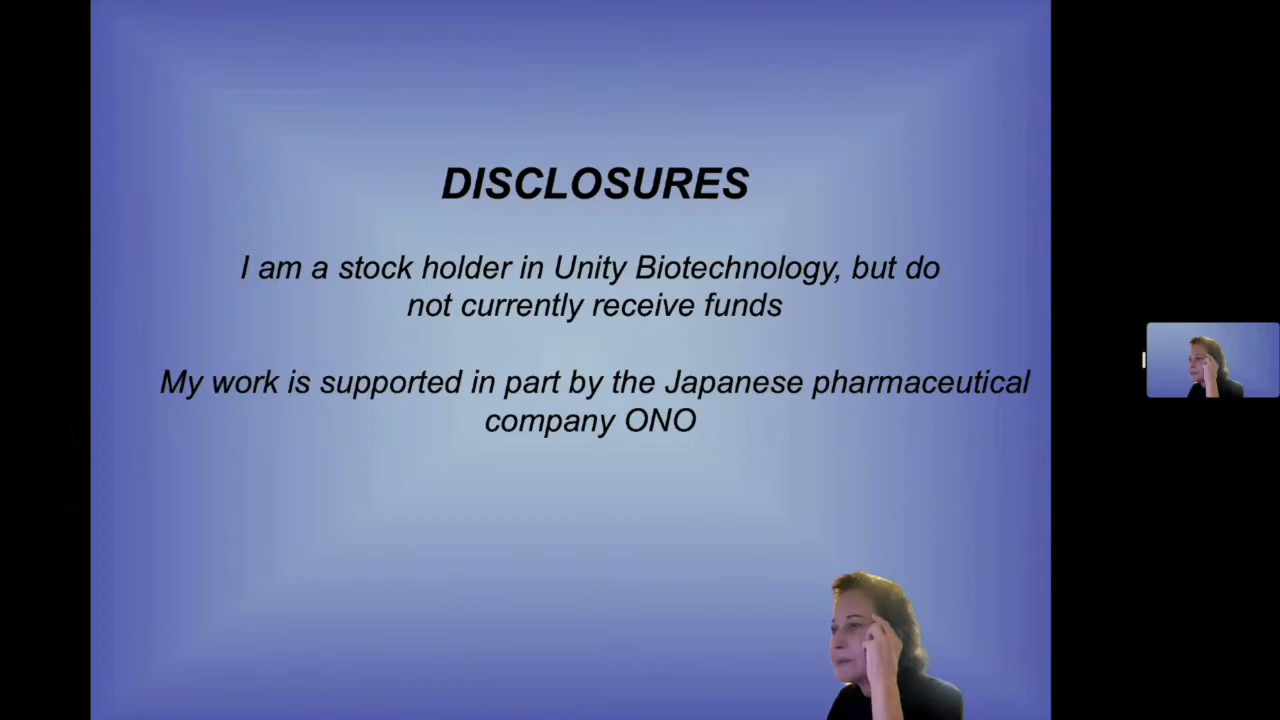 DISCLOSURES
I am a stock holder in Unity Biotechnology, but do
not currently receive funds
My work is supported in part by the Japanese pharmaceutical
company ONO